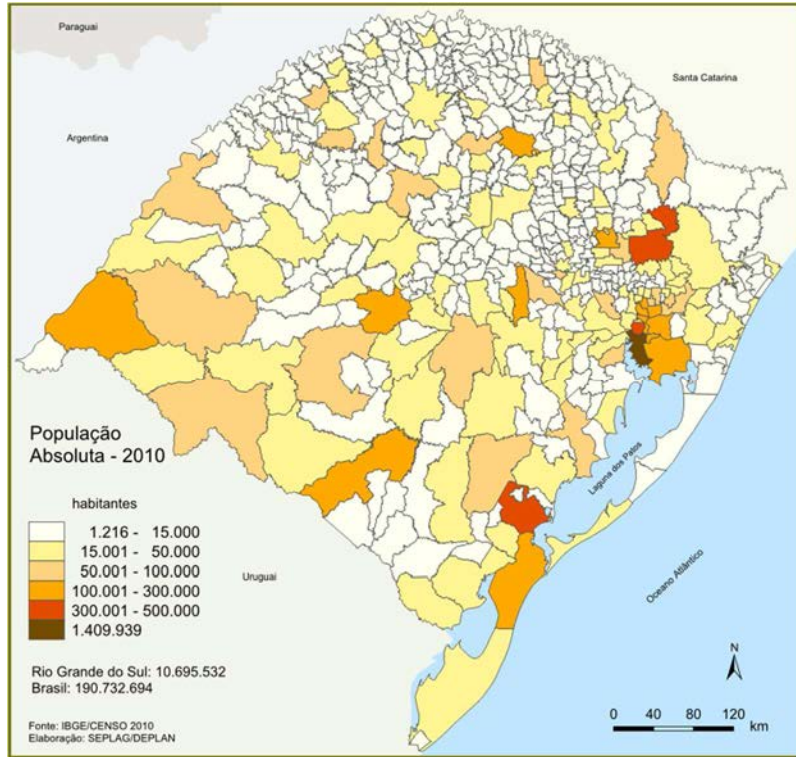 Paraguai
Santa Catarina
Argentina
População
Absoluta - 2010
habitantes
1.216 - 15.000
15.001 - 50.000
50.001 - 100.000
100.001 - 300.000
300.001 - 500.000
1.409.939
Laguna dos Patos
Uruguai
Oceano Atlântico
Rio Grande do Sul: 10.695.532
Brasil: 190.732.694
Fonte: IBGE/CENSO 2010
Elaboração: SEPLAG/DEPLAN
N
0 40 80 120
km